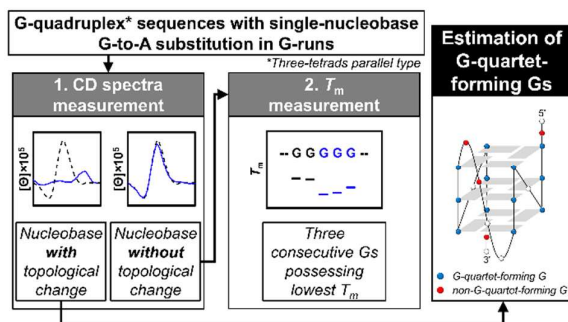 G-quadruplex* sequences with single-nucleobase
G-to-A substitution in G-runs
*Three-tetrads parallel type
1. CD spectra
measurement
[Θ]×10⁵
[Θ]×10⁵
Nucleobase
with
topological
change
Nucleobase
without
topological
change
2. Tm
measurement
Tm
-- G G G G G --
Three
consecutive Gs
possessing
lowest Tm
Estimation of
G-quartet-
forming Gs
5'
3'
G-quartet-forming G
non-G-quartot-forming G